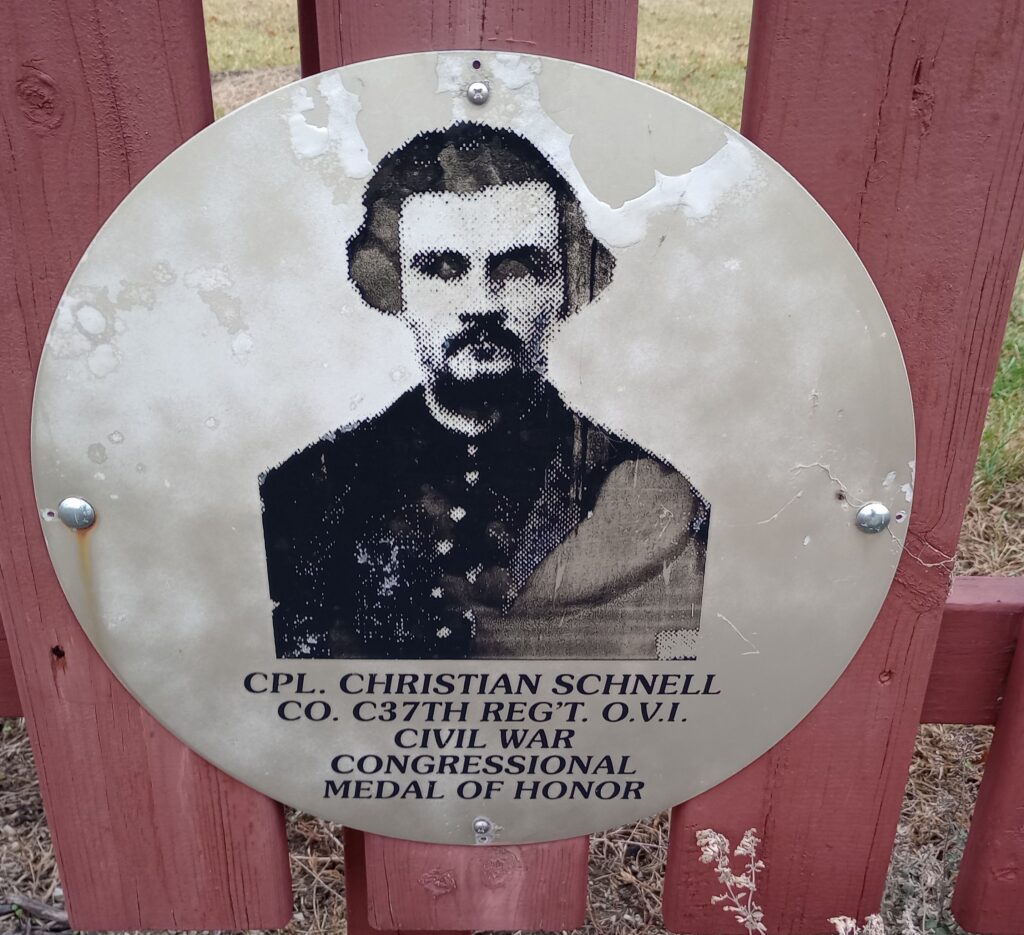 CPL. CHRISTIAN SCHNELL
CO. C37TH REG'T. O.V.I.
CIVIL WAR
CONGRESSIONAL
MEDAL OF HONOR